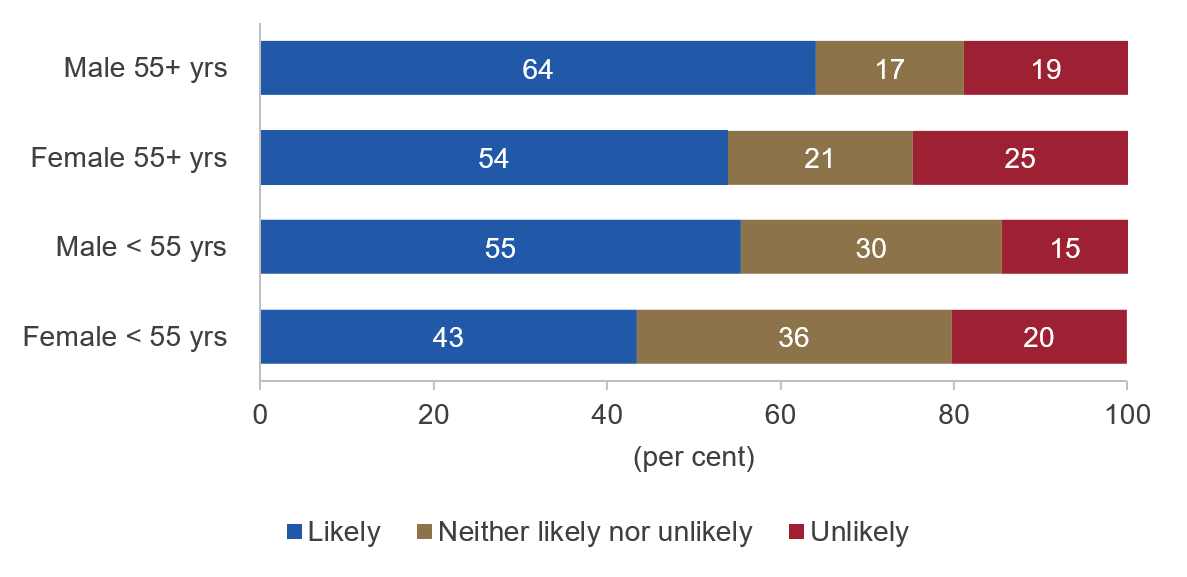 Male 55+ yrs 64 17 19
Female 55+ yrs 54 21 25
Male < 55 yrs 55 30 15
Female < 55 yrs 43 36 20
0 20 40 60 80 100
(per cent)
Likely Neither likely nor unlikely Unlikely